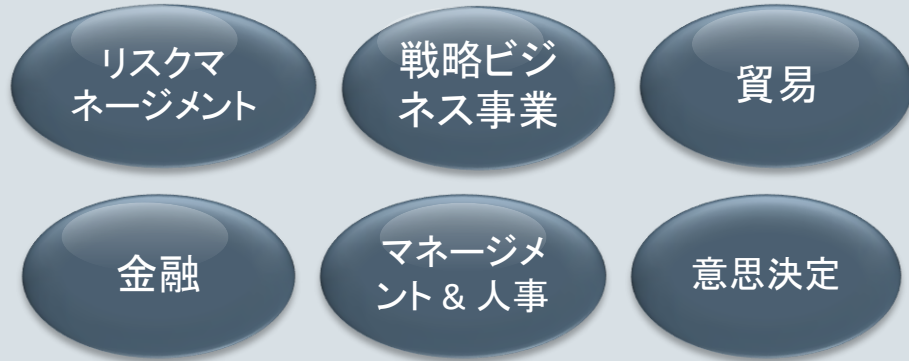 リスクマ
ネージメント
戦略ビジ
ネス事業
貿易
金融
マネージメ
ント & 人事
意思決定